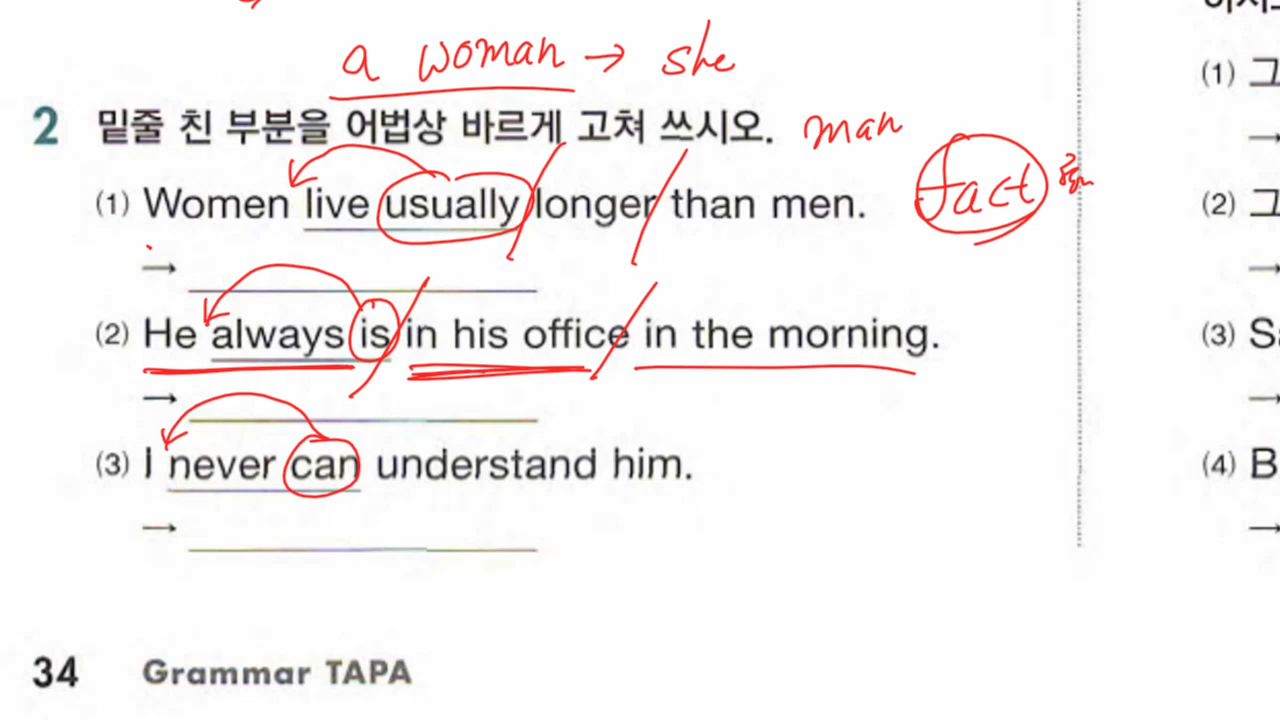 a woman → she
2 밑줄 친 부분을 어법상 바르게 고쳐 쓰시오. man
(1) Women live usually longer than men. fact
→
(2) He always is in his office in the morning.
→
(3) I never can understand him.
→
34 Grammar TAPA
(1) 그
→
(2) 그
→
(3) Sa
→
(4) B
→